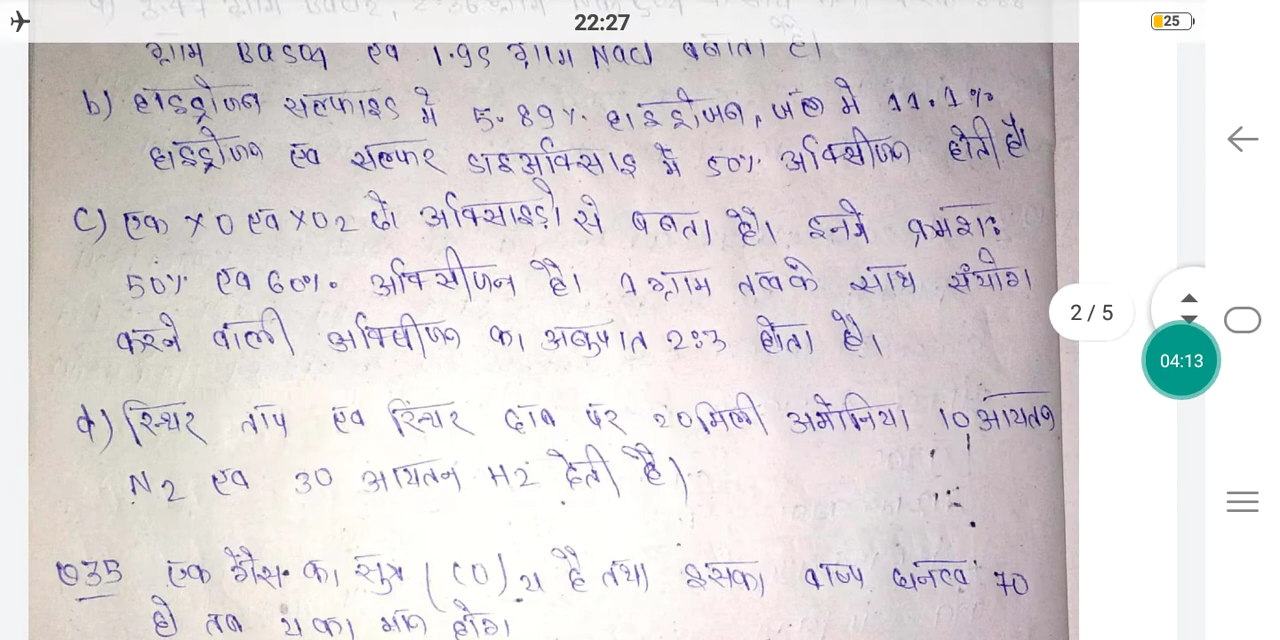 22:27
25
ग्राम BaSO4 एव 1.95 ग्राम NaCl बनाता है।
b) हाइड्रोजन सल्फाइड में 5.89% हाइड्रोजन, जल मे 11.1%
हाइड्रोजन एव सल्फर डाइऑक्साइड में 50% ऑक्सीजन होती है।
c) एक XO एव XO2 दो ऑक्साइडो से बनता है। इनमे क्रमशः
50% एव 60% ऑक्सीजन है। 1 ग्राम तत्व के साथ संयोग
करने वाली ऑक्सीजन का अनुपात 2:3 होता है।
2 / 5
04:13
d) स्थिर ताप एव स्थिर दाब पर 20 मिली अमोनिया 10 आयतन
N2 एव 30 आयतन H2 देती है।
Q35 एक गैस का सुत्र (CO)x है तथा इसका वाष्प घनत्व 70
हो तब x का मान होगा